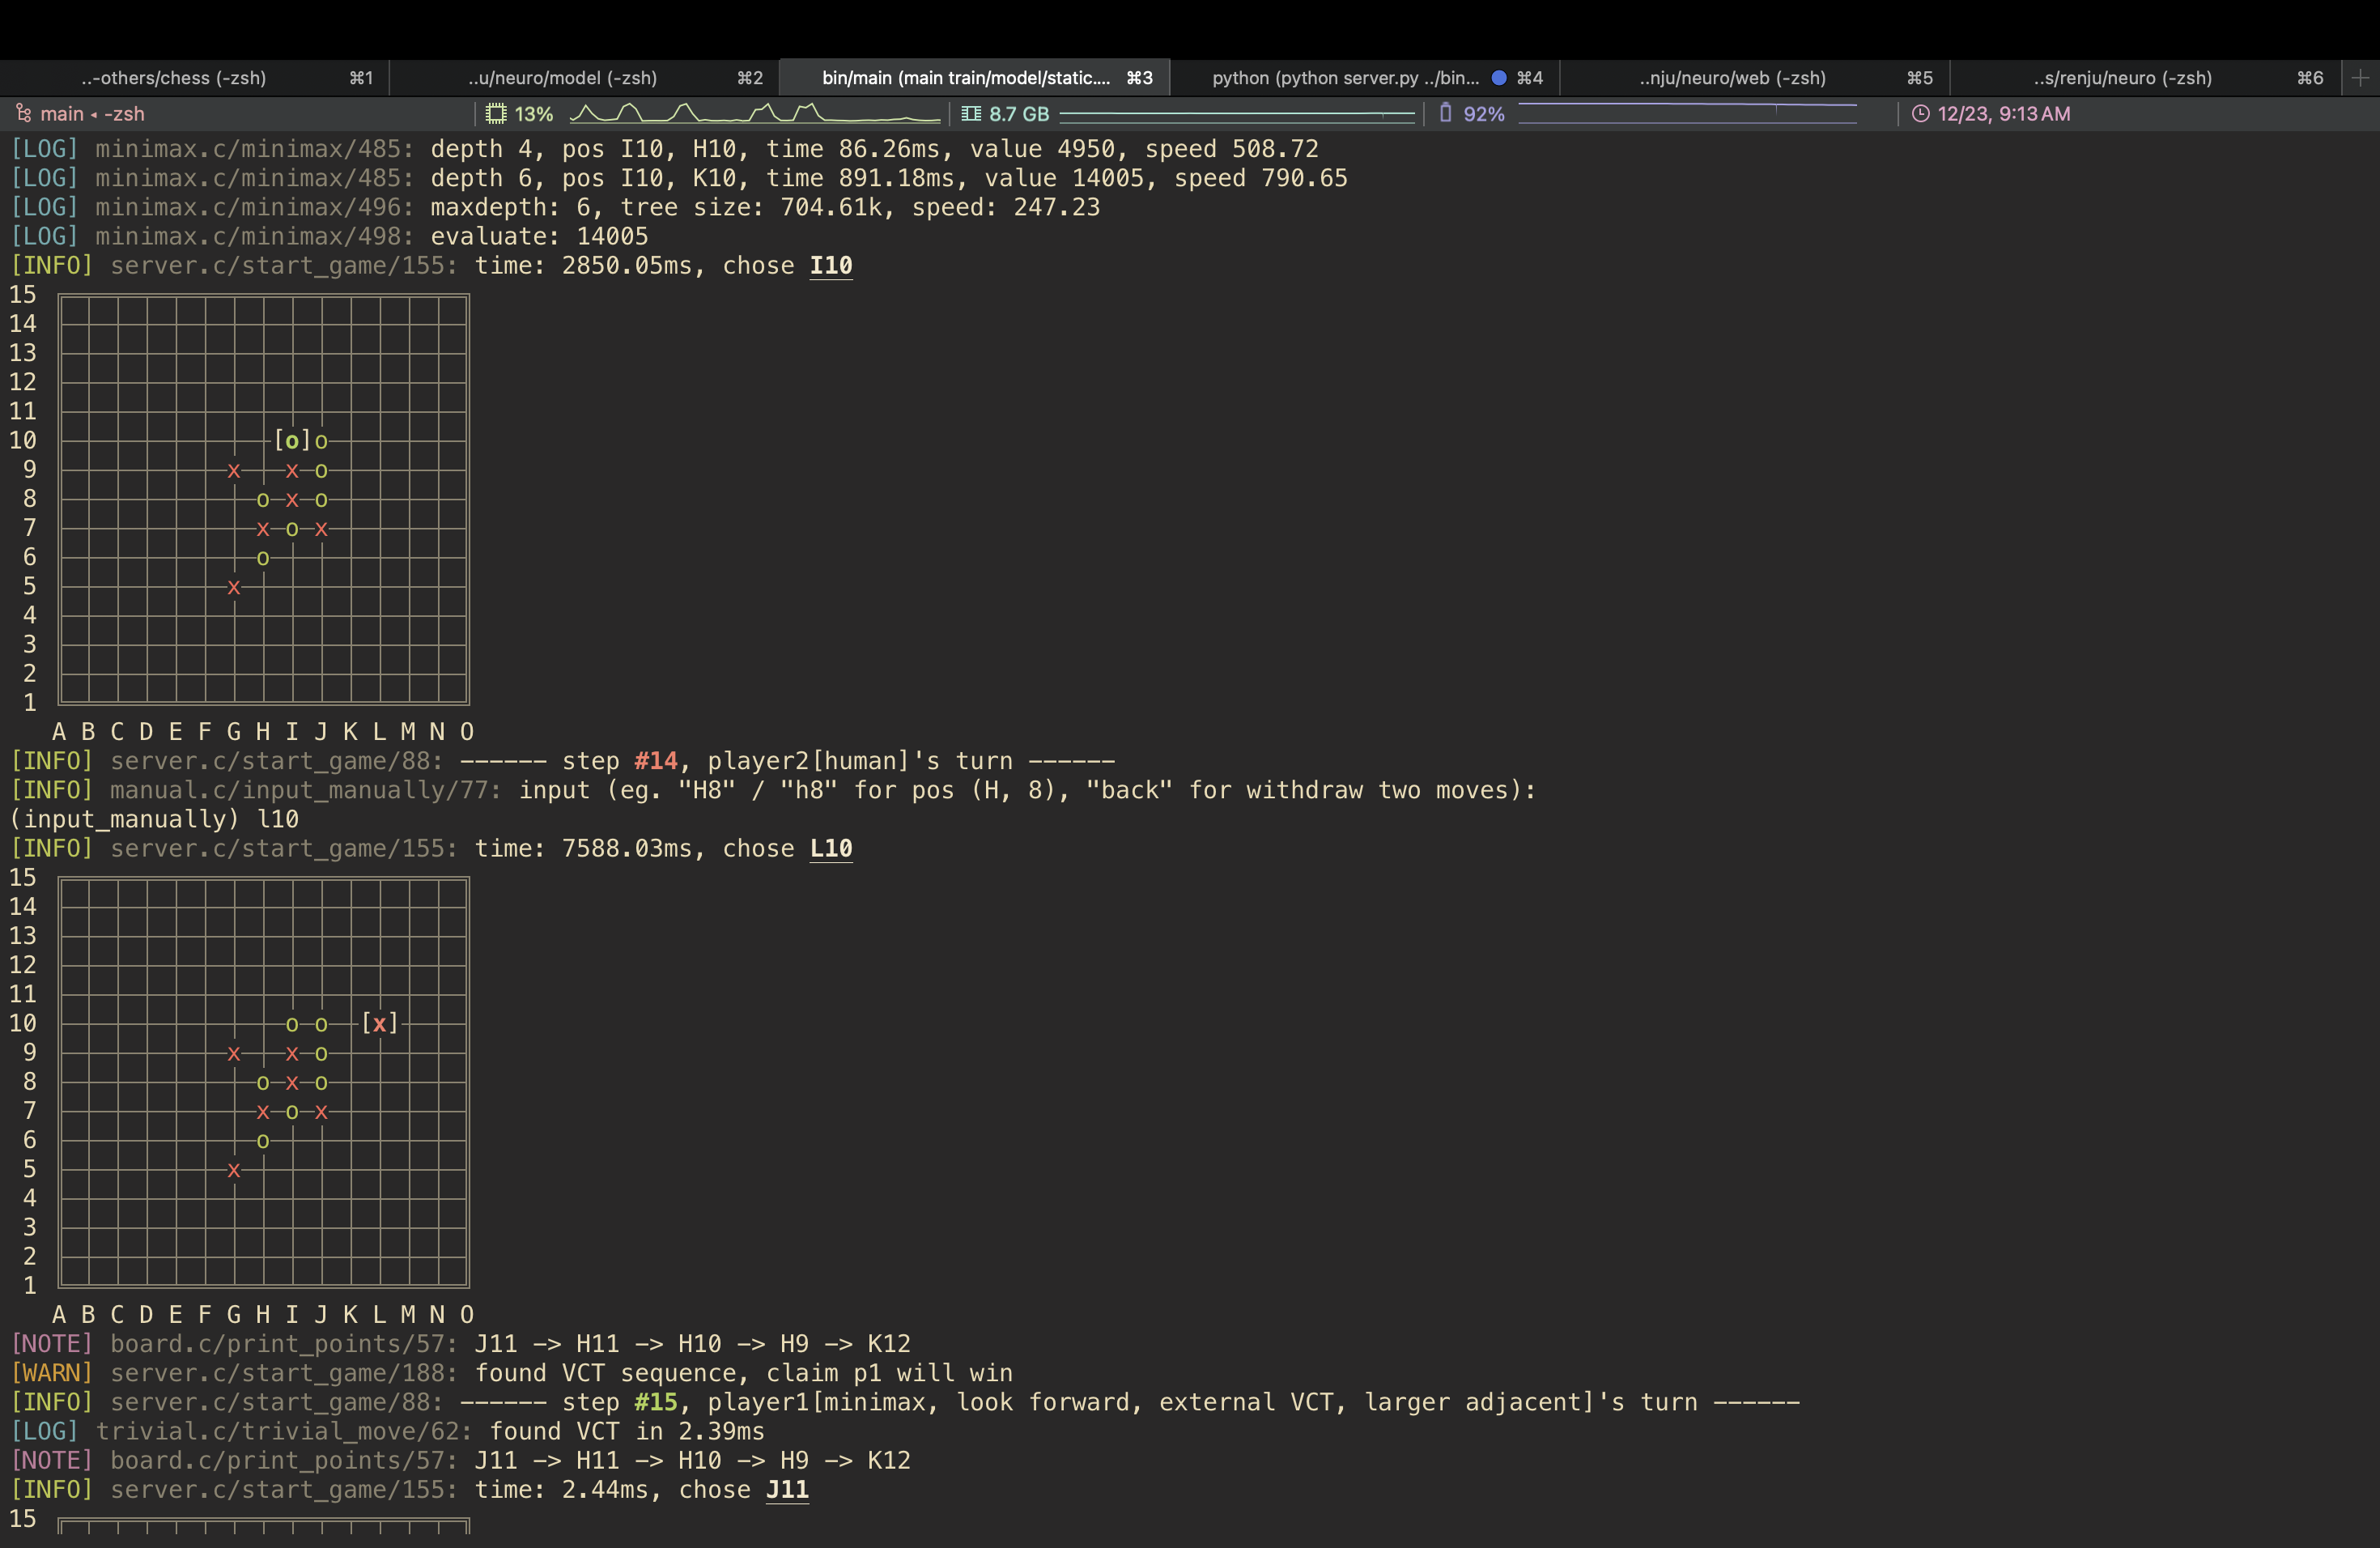 ..-others/chess (-zsh) ⌘1 ..u/neuro/model (-zsh) ⌘2 bin/main (main train/model/static.... ⌘3 python (python server.py ../bin... ⌘4 ..nju/neuro/web (-zsh) ⌘5 ..s/renju/neuro (-zsh) ⌘6
main ◂ -zsh 13% 8.7 GB 92% 12/23, 9:13 AM
[LOG] minimax.c/minimax/485: depth 4, pos I10, H10, time 86.26ms, value 4950, speed 508.72
[LOG] minimax.c/minimax/485: depth 6, pos I10, K10, time 891.18ms, value 14005, speed 790.65
[LOG] minimax.c/minimax/496: maxdepth: 6, tree size: 704.61k, speed: 247.23
[LOG] minimax.c/minimax/498: evaluate: 14005
[INFO] server.c/start_game/155: time: 2850.05ms, chose I10
15
14
13
12
11
10 [o]o
9 x x o
8 o x o
7 x o x
6 o
5 x
4
3
2
1
A B C D E F G H I J K L M N O
[INFO] server.c/start_game/88: ------ step #14, player2[human]'s turn ------
[INFO] manual.c/input_manually/77: input (eg. "H8" / "h8" for pos (H, 8), "back" for withdraw two moves):
(input_manually) l10
[INFO] server.c/start_game/155: time: 7588.03ms, chose L10
15
14
13
12
11
10 o o [x]
9 x x o
8 o x o
7 x o x
6 o
5 x
4
3
2
1
A B C D E F G H I J K L M N O
[NOTE] board.c/print_points/57: J11 -> H11 -> H10 -> H9 -> K12
[WARN] server.c/start_game/188: found VCT sequence, claim p1 will win
[INFO] server.c/start_game/88: ------ step #15, player1[minimax, look forward, external VCT, larger adjacent]'s turn ------
[LOG] trivial.c/trivial_move/62: found VCT in 2.39ms
[NOTE] board.c/print_points/57: J11 -> H11 -> H10 -> H9 -> K12
[INFO] server.c/start_game/155: time: 2.44ms, chose J11
15